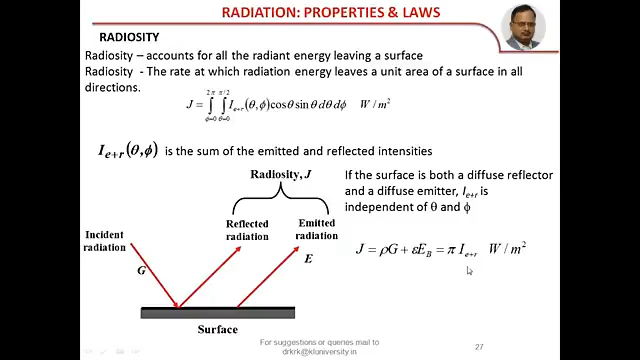 RADIATION: PROPERTIES & LAWS
RADIOSITY
Radiosity – accounts for all the radiant energy leaving a surface
Radiosity - The rate at which radiation energy leaves a unit area of a surface in all
directions.
J = ∫_{φ=0}^{2π} ∫_{θ=0}^{π/2} I_{e+r}(θ,φ) cosθ sinθ dθ dφ W / m²
I_{e+r}(θ,φ) is the sum of the emitted and reflected intensities
If the surface is both a diffuse reflector
and a diffuse emitter, I_{e+r} is
independent of θ and φ
Radiosity, J
Reflected
radiation
Emitted
radiation
Incident
radiation
G
E
J = ρG + εE_B = π I_{e+r} W / m²
Surface
For suggestions or queries mail to
drkrk@kluniversity.in
27